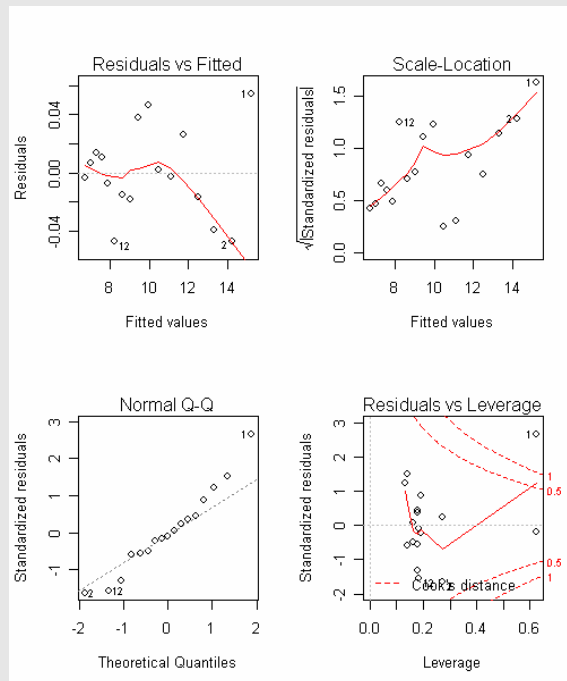 Residuals vs Fitted
Residuals
-0.04 0.00 0.04
1
12
2
8 10 12 14
Fitted values
Scale-Location
√|Standardized residuals|
0.0 0.5 1.0 1.5
1
12
2
8 10 12 14
Fitted values
Normal Q-Q
Standardized residuals
-1 0 1 2 3
1
2
12
-2 -1 0 1 2
Theoretical Quantiles
Residuals vs Leverage
Standardized residuals
-2 -1 0 1 2 3
1
1
0.5
0.5
1
12
2
Cook's distance
0.0 0.2 0.4 0.6
Leverage